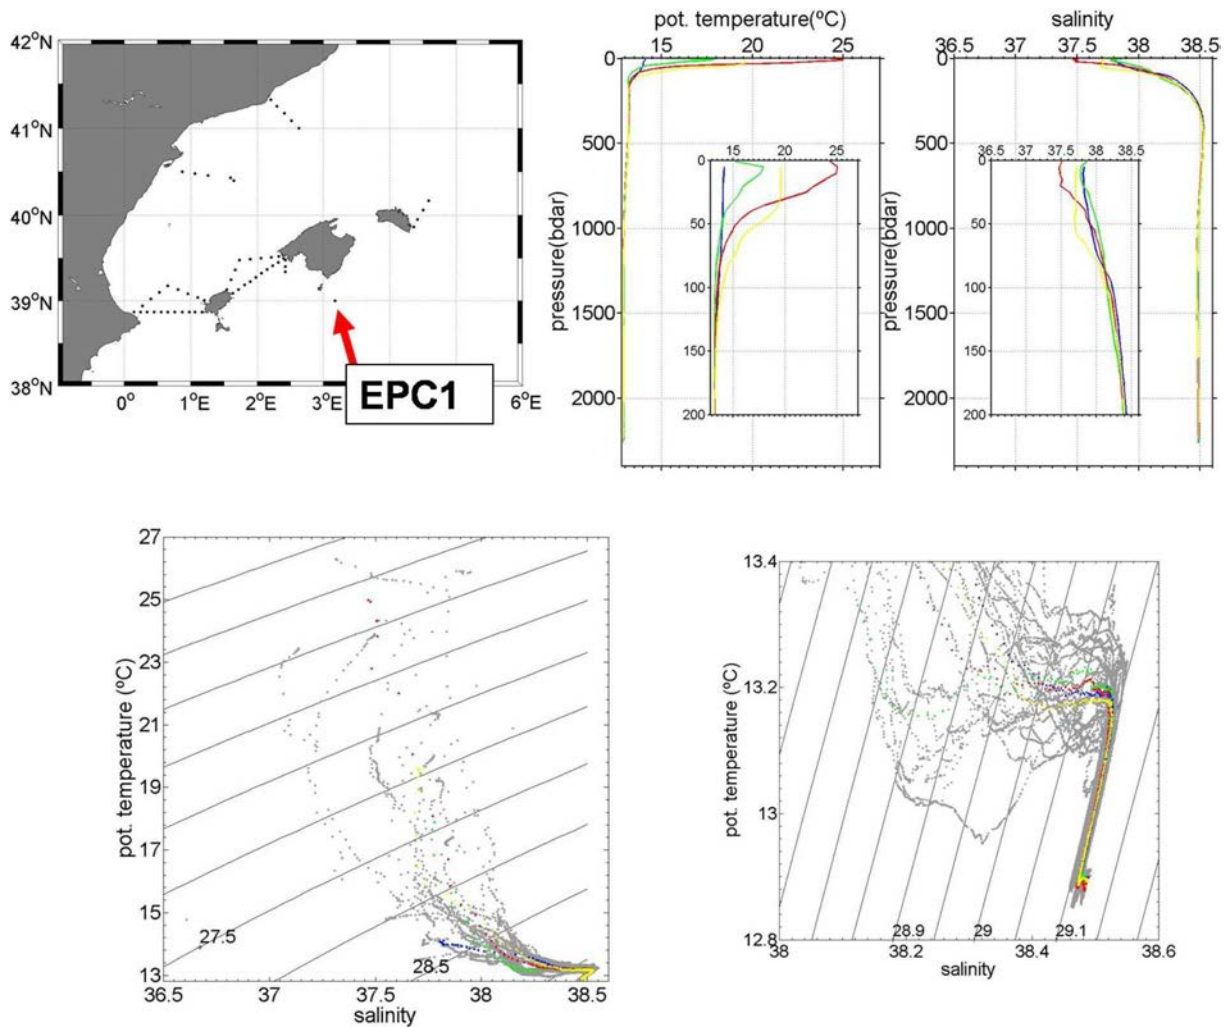 42°N
41°N
40°N
39°N
38°N
0° 1°E 2°E 3°E 6°E
EPC1
pot. temperature(ºC)
15 20 25
0
500
1000
1500
2000
pressure(bdar)
15 20 25
0
50
100
150
200
salinity
36.5 37 37.5 38 38.5
0
500
1000
1500
2000
pressure(bdar)
36.5 37 37.5 38 38.5
0
50
100
150
200
27
25
23
21
19
17
15
13
pot. temperature (ºC)
27.5
28.5
36.5 37 37.5 38 38.5
salinity
13.4
13.2
13
12.8
pot. temperature (ºC)
28.9 29 29.1
38 38.2 38.4 38.6
salinity